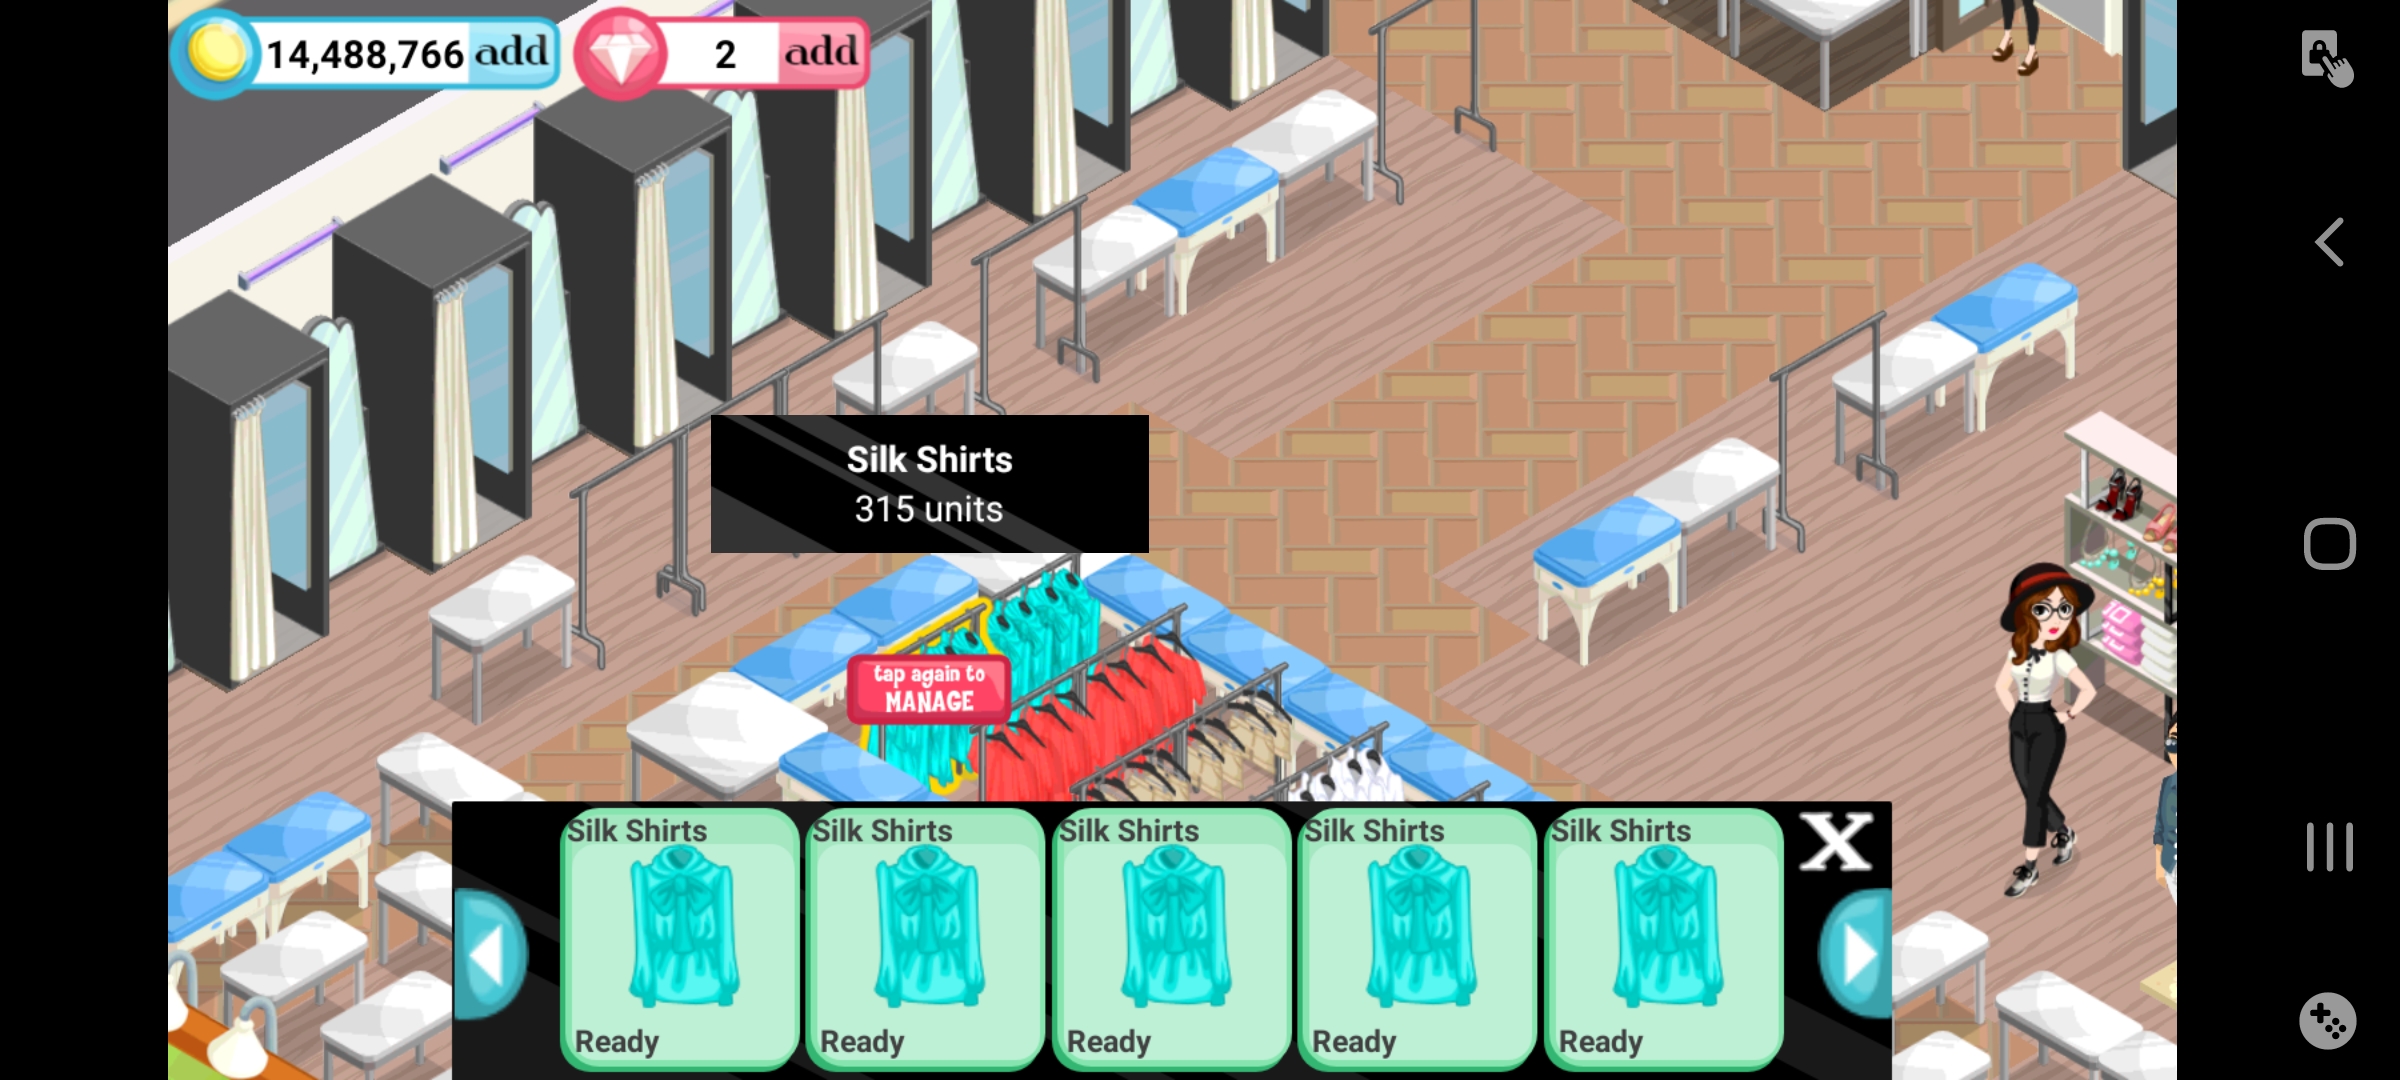 14,488,766 add 2 add
Silk Shirts
315 units
tap again to
MANAGE
Silk Shirts Silk Shirts Silk Shirts Silk Shirts Silk Shirts X
Ready Ready Ready Ready Ready